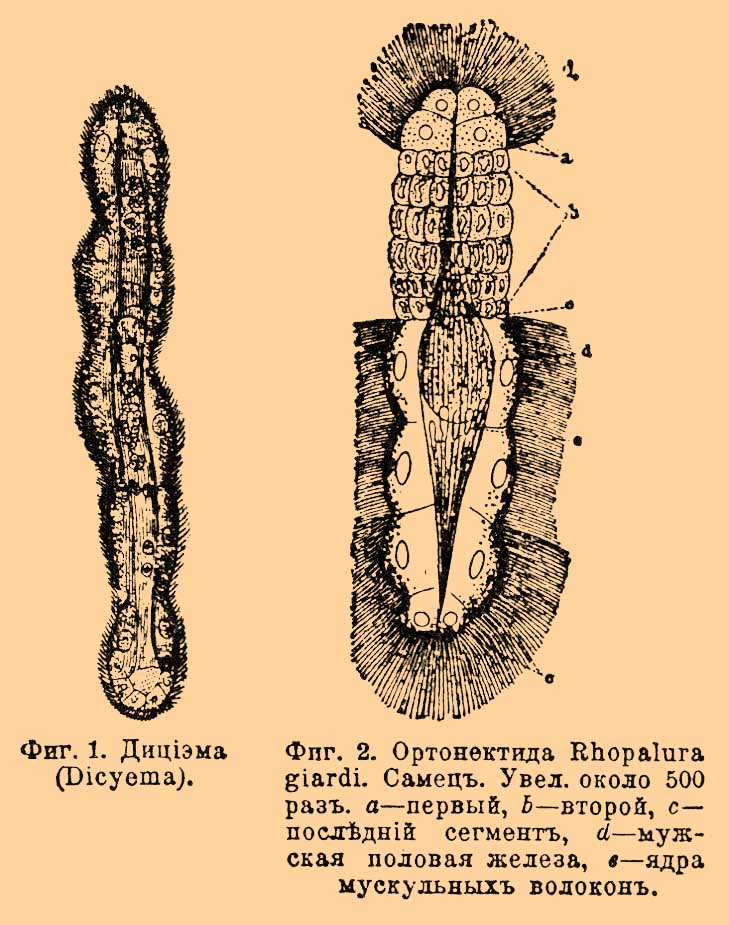 b
a
b
c
d
e
c
Фиг. 1. Диціэма
(Dicyema).
Фиг. 2. Ортонектида Rhopalura
giardi. Самецъ. Увел. около 500
разъ. a—первый, b—второй, c—
послѣдній сегментъ, d—муж-
ская половая железа, e—ядра
мускульныхъ волоконъ.